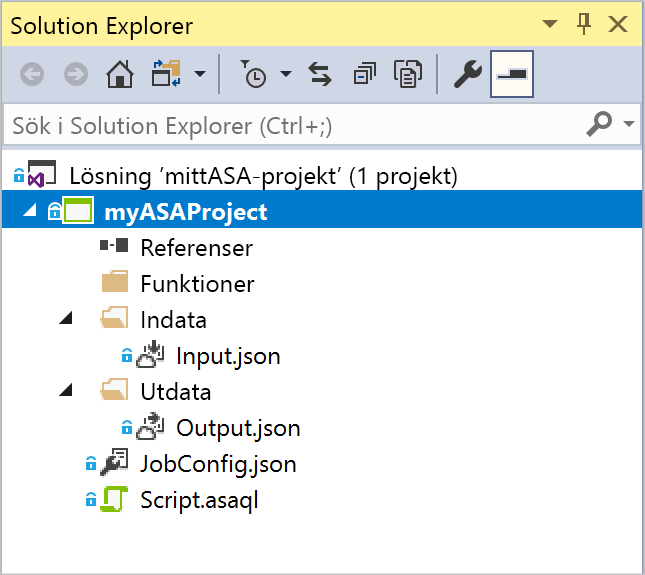 Solution Explorer
Sök i Solution Explorer (Ctrl+;)
Lösning ’mittASA-projekt’ (1 projekt)
myASAProject
Referenser
Funktioner
Indata
Input.json
Utdata
Output.json
JobConfig.json
Script.asaql